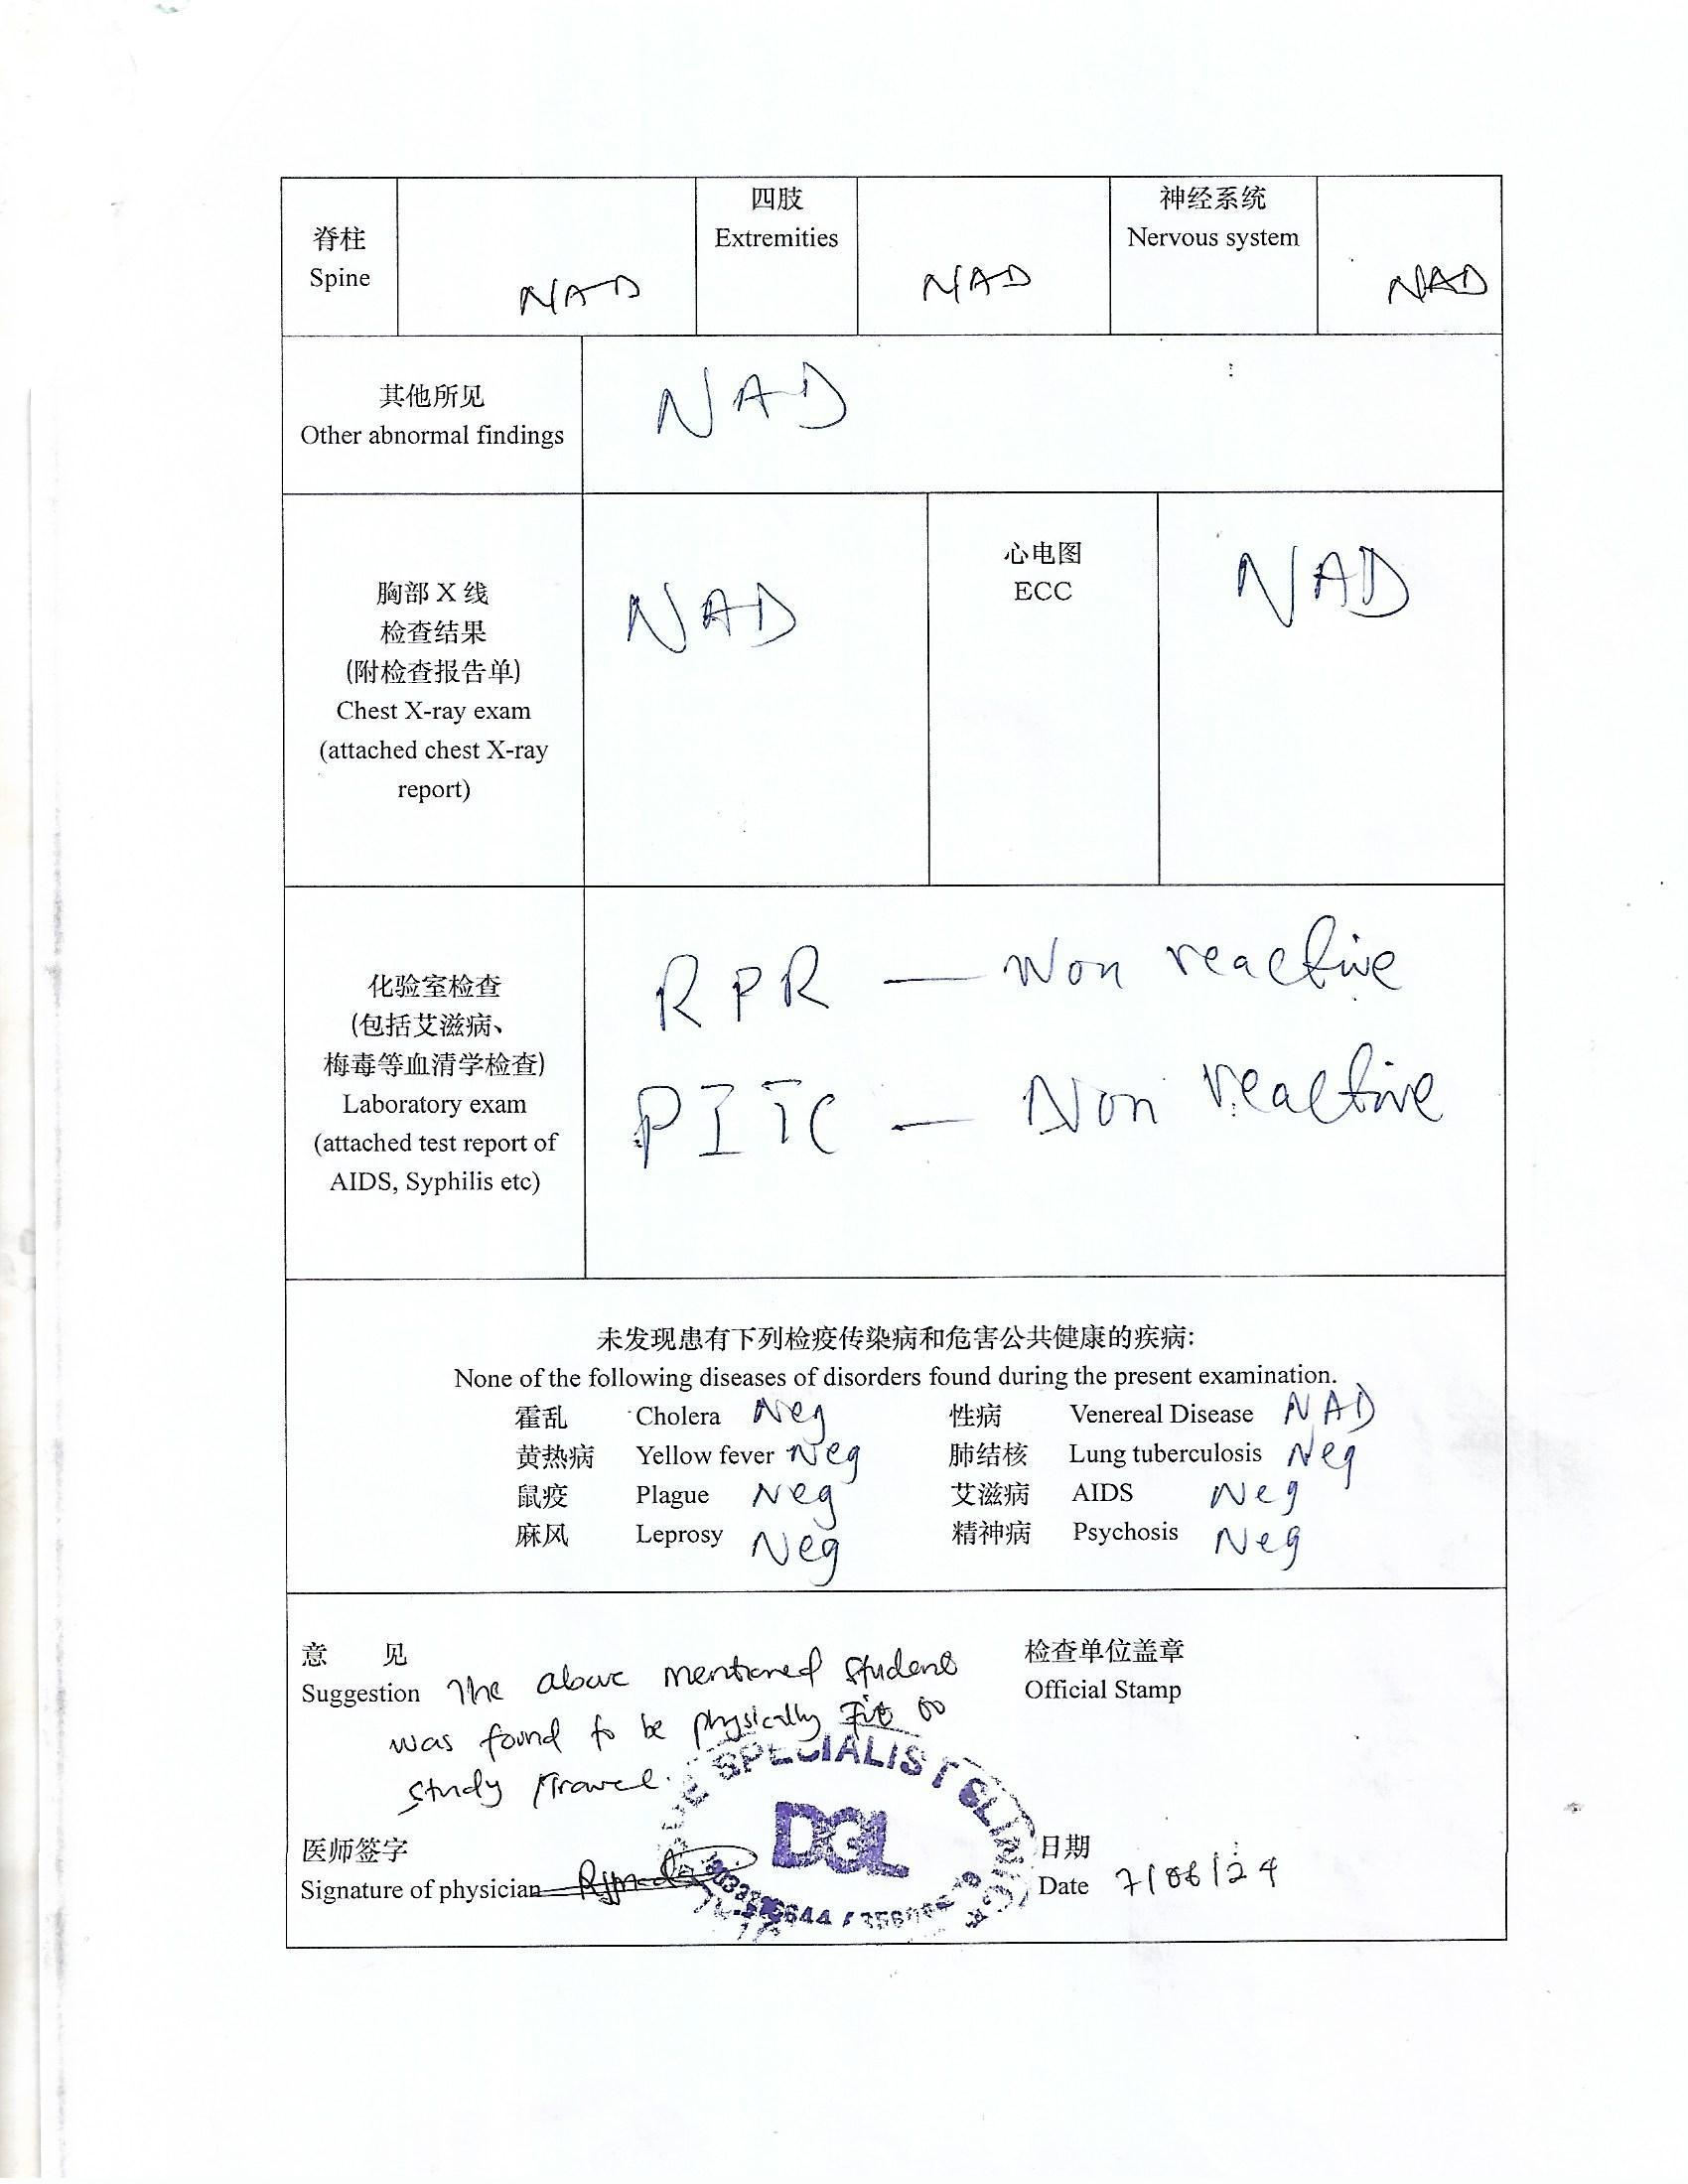 脊柱
Spine
NAD
四肢
Extremities
NAD
神经系统
Nervous system
NAD
其他所见
Other abnormal findings
NAD
胸部 X 线
检查结果
(附检查报告单)
Chest X-ray exam
(attached chest X-ray
report)
NAD
心电图
ECC
NAD
化验室检查
(包括艾滋病、
梅毒等血清学检查)
Laboratory exam
(attached test report of
AIDS, Syphilis etc)
RPR — Non reactive
PITC — Non reactive
未发现患有下列检疫传染病和危害公共健康的疾病:
None of the following diseases of disorders found during the present examination.
霍乱 Cholera Neg 性病 Venereal Disease NAD
黄热病 Yellow fever Neg 肺结核 Lung tuberculosis Neg
鼠疫 Plague Neg 艾滋病 AIDS Neg
麻风 Leprosy Neg 精神病 Psychosis Neg
意 见
Suggestion The above mentioned student
was found to be physically Fit to
study /Travel.
检查单位盖章
Official Stamp
SPECIALIST CLINIC
DGL
医师签字
Signature of physician
日期
Date 7/06/24